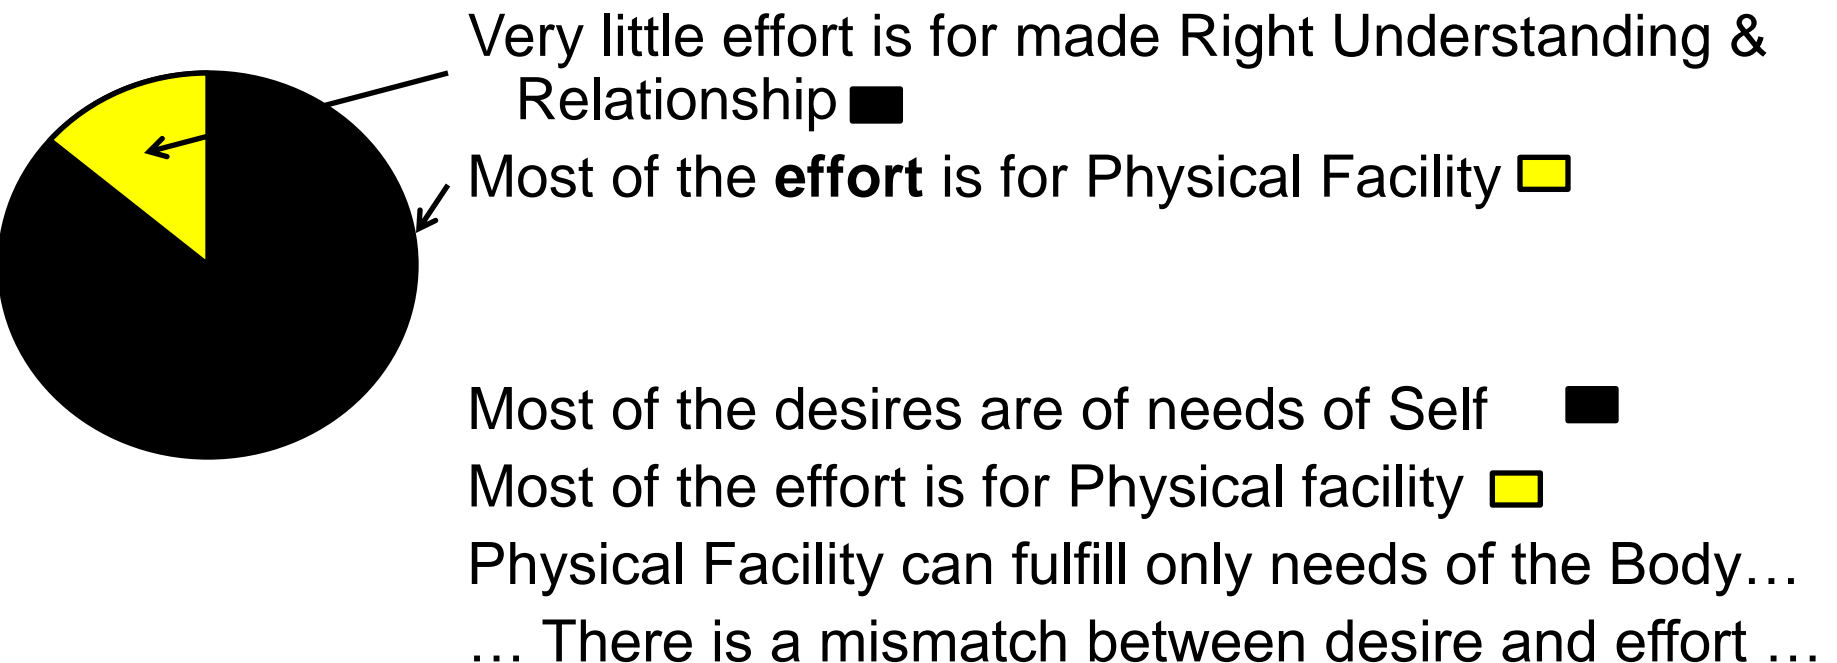 Very little effort is for made Right Understanding &
Relationship
Most of the effort is for Physical Facility
Most of the desires are of needs of Self
Most of the effort is for Physical facility
Physical Facility can fulfill only needs of the Body…
… There is a mismatch between desire and effort …